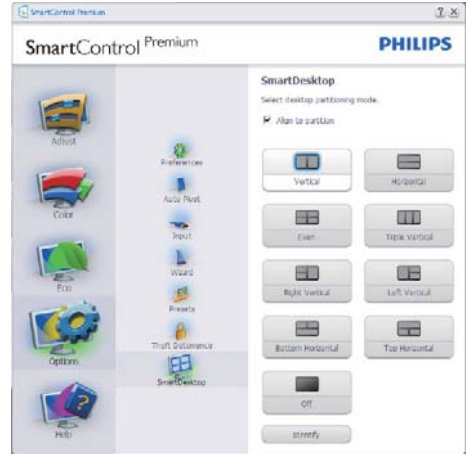 SmartControl Premium
SmartControl Premium
PHILIPS
Adjust
Color
Eco
Options
Help
Preferences
Auto Pivot
Input
Wizard
Presets
Theft Deterrence
SmartDesktop
SmartDesktop
Select desktop partitioning mode.
Align to partition
Vertical
Horizontal
Even
Triple Vertical
Right Vertical
Left Vertical
Bottom Horizontal
Top Horizontal
Off
Identify